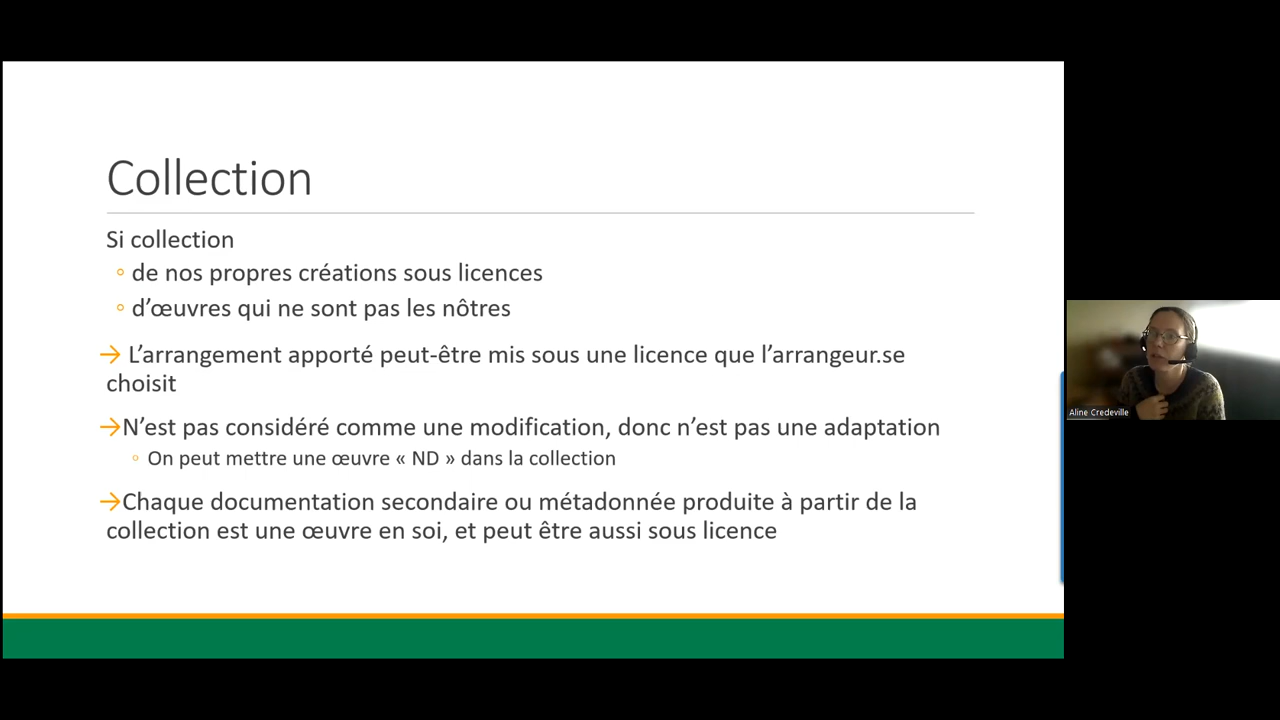 Collection
Si collection
◦ de nos propres créations sous licences
◦ d’œuvres qui ne sont pas les nôtres
→ L’arrangement apporté peut-être mis sous une licence que l’arrangeur.se
choisit
→N’est pas considéré comme une modification, donc n’est pas une adaptation
◦ On peut mettre une œuvre « ND » dans la collection
→Chaque documentation secondaire ou métadonnée produite à partir de la
collection est une œuvre en soi, et peut être aussi sous licence
Aline Credeville